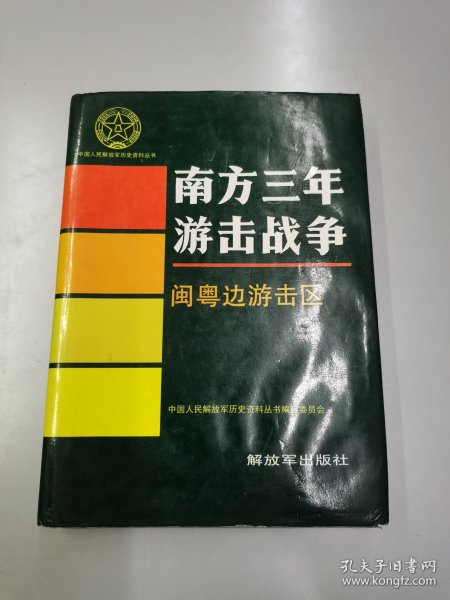 中国人民解放军历史资料丛书
南方三年
游击战争
闽粤边游击区
中国人民解放军历史资料丛书编审委员会
解放军出版社
孔夫子旧书网
www.kongfz.com